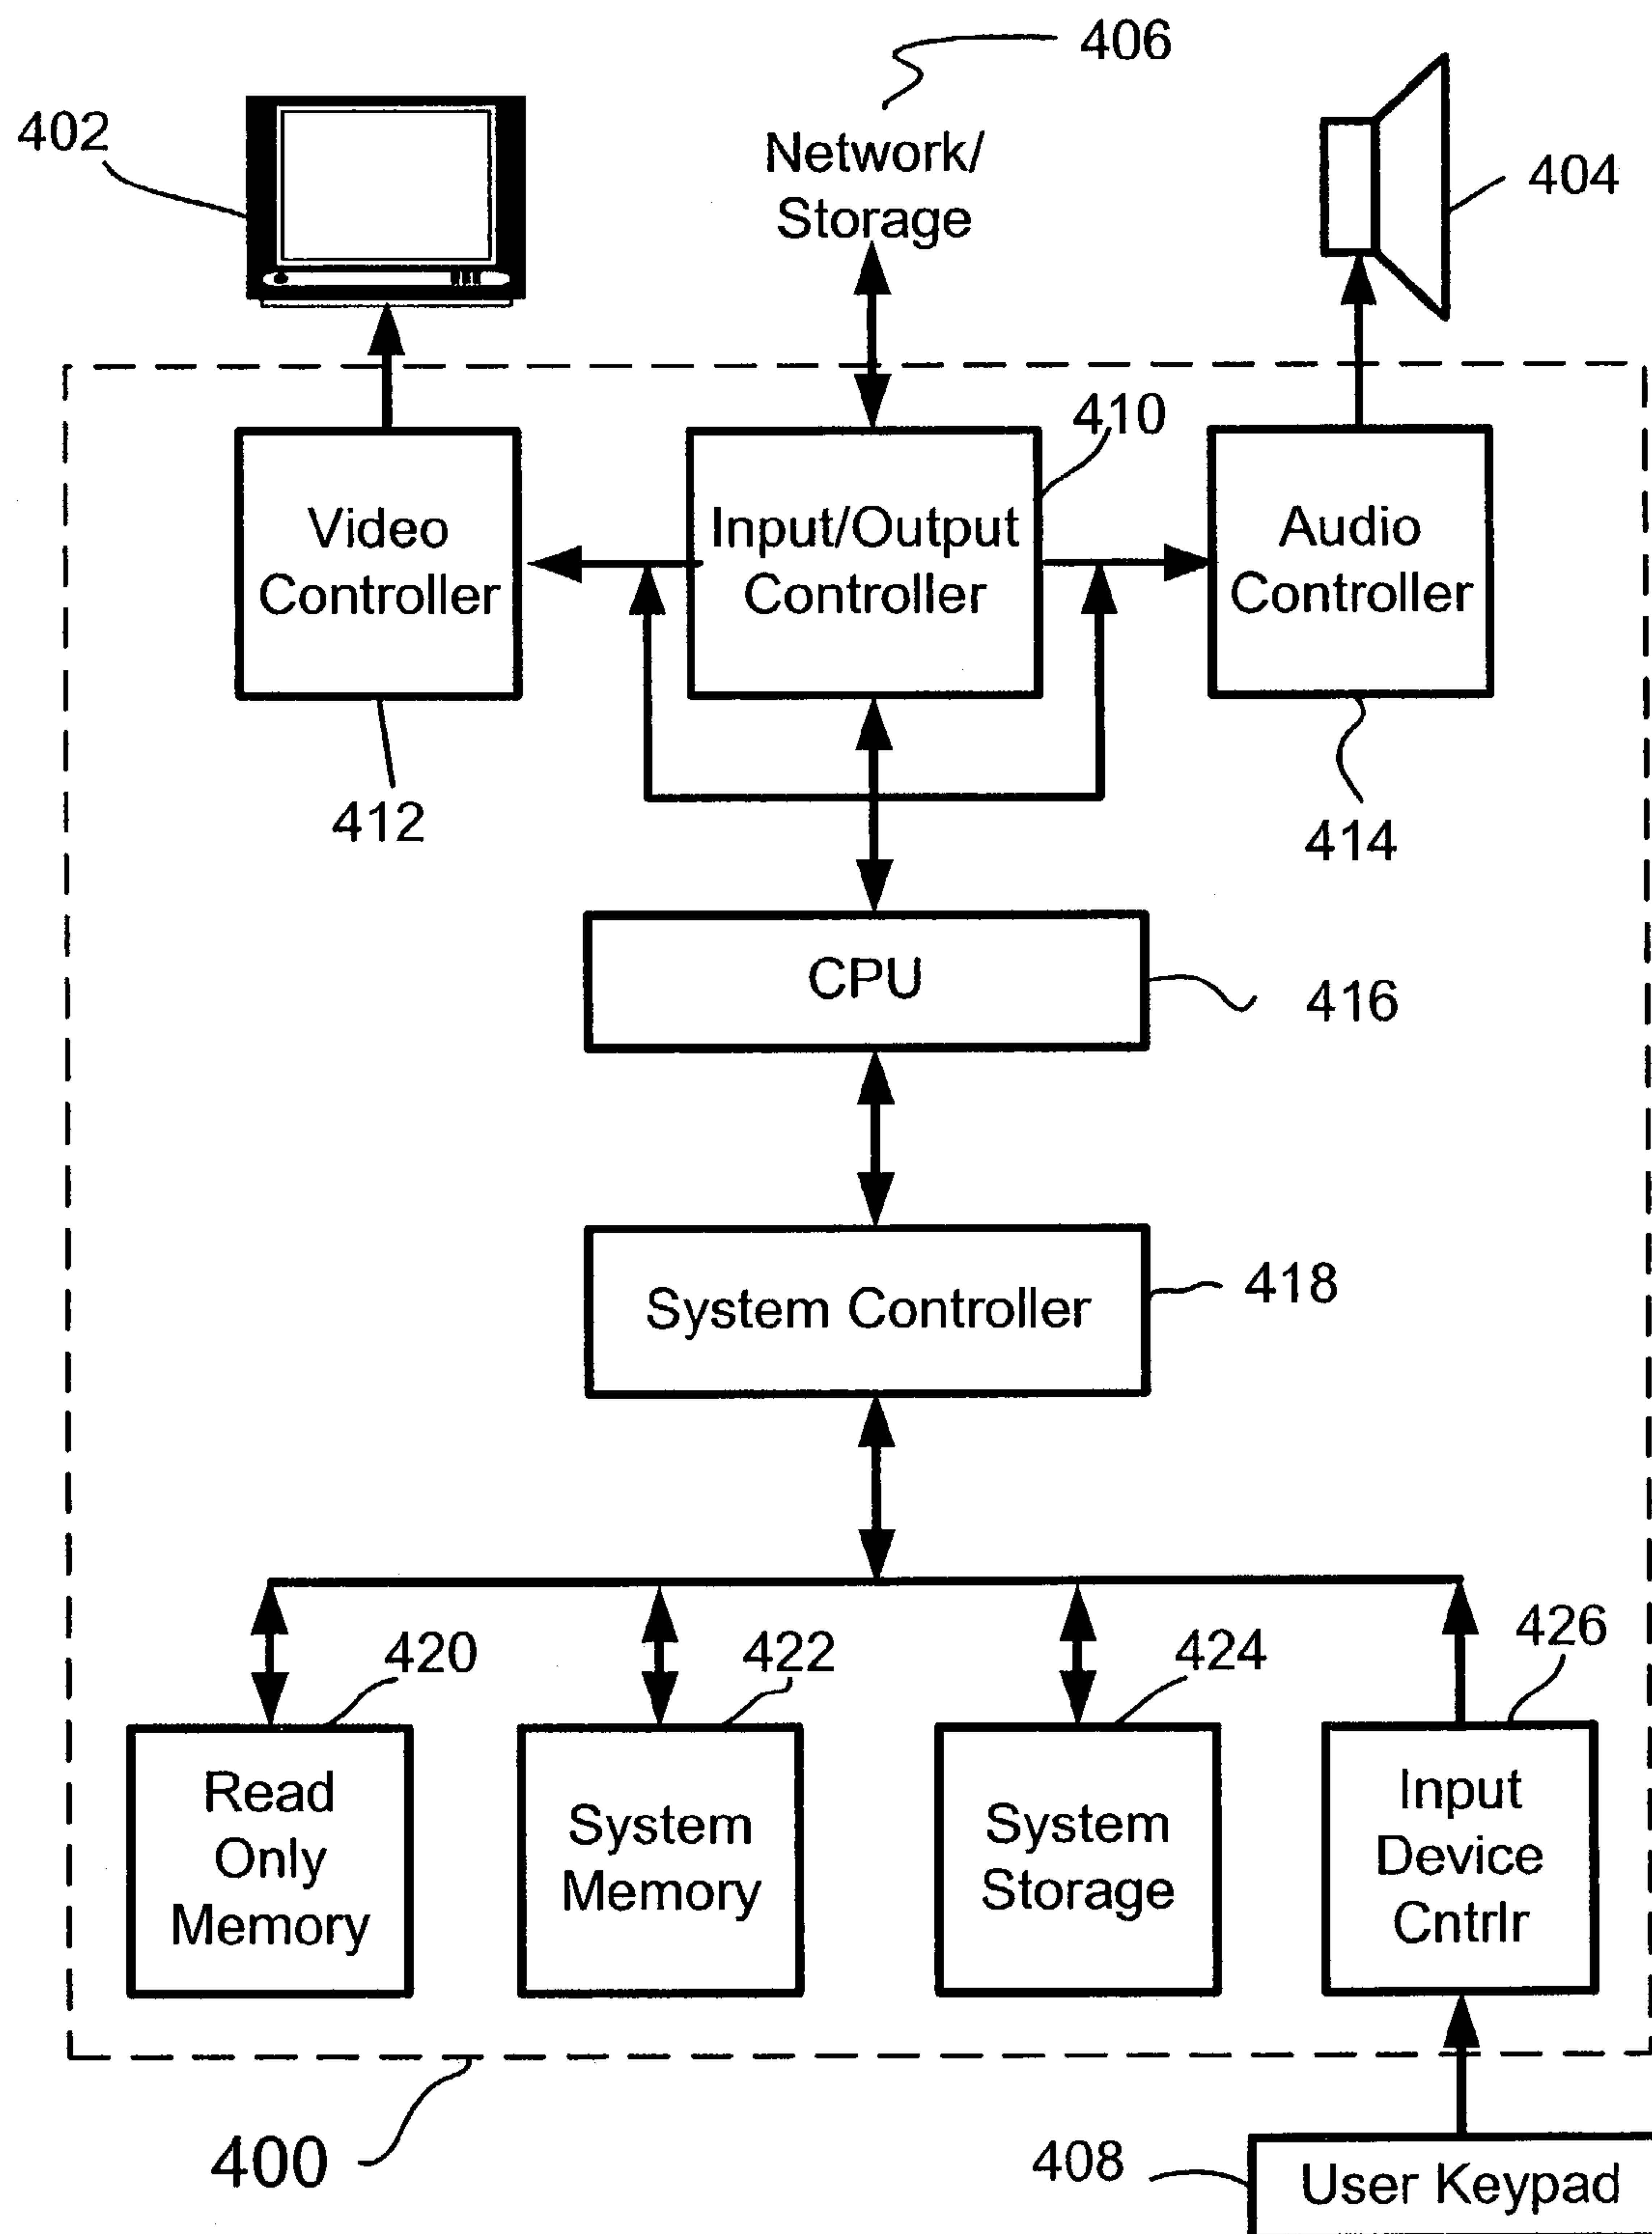 406
402
Network/
Storage
404
410
Video
Controller
Input/Output
Controller
Audio
Controller
412
414
CPU
416
System Controller
418
420
422
424
426
Read
Only
Memory
System
Memory
System
Storage
Input
Device
Cntrlr
400
408
User Keypad